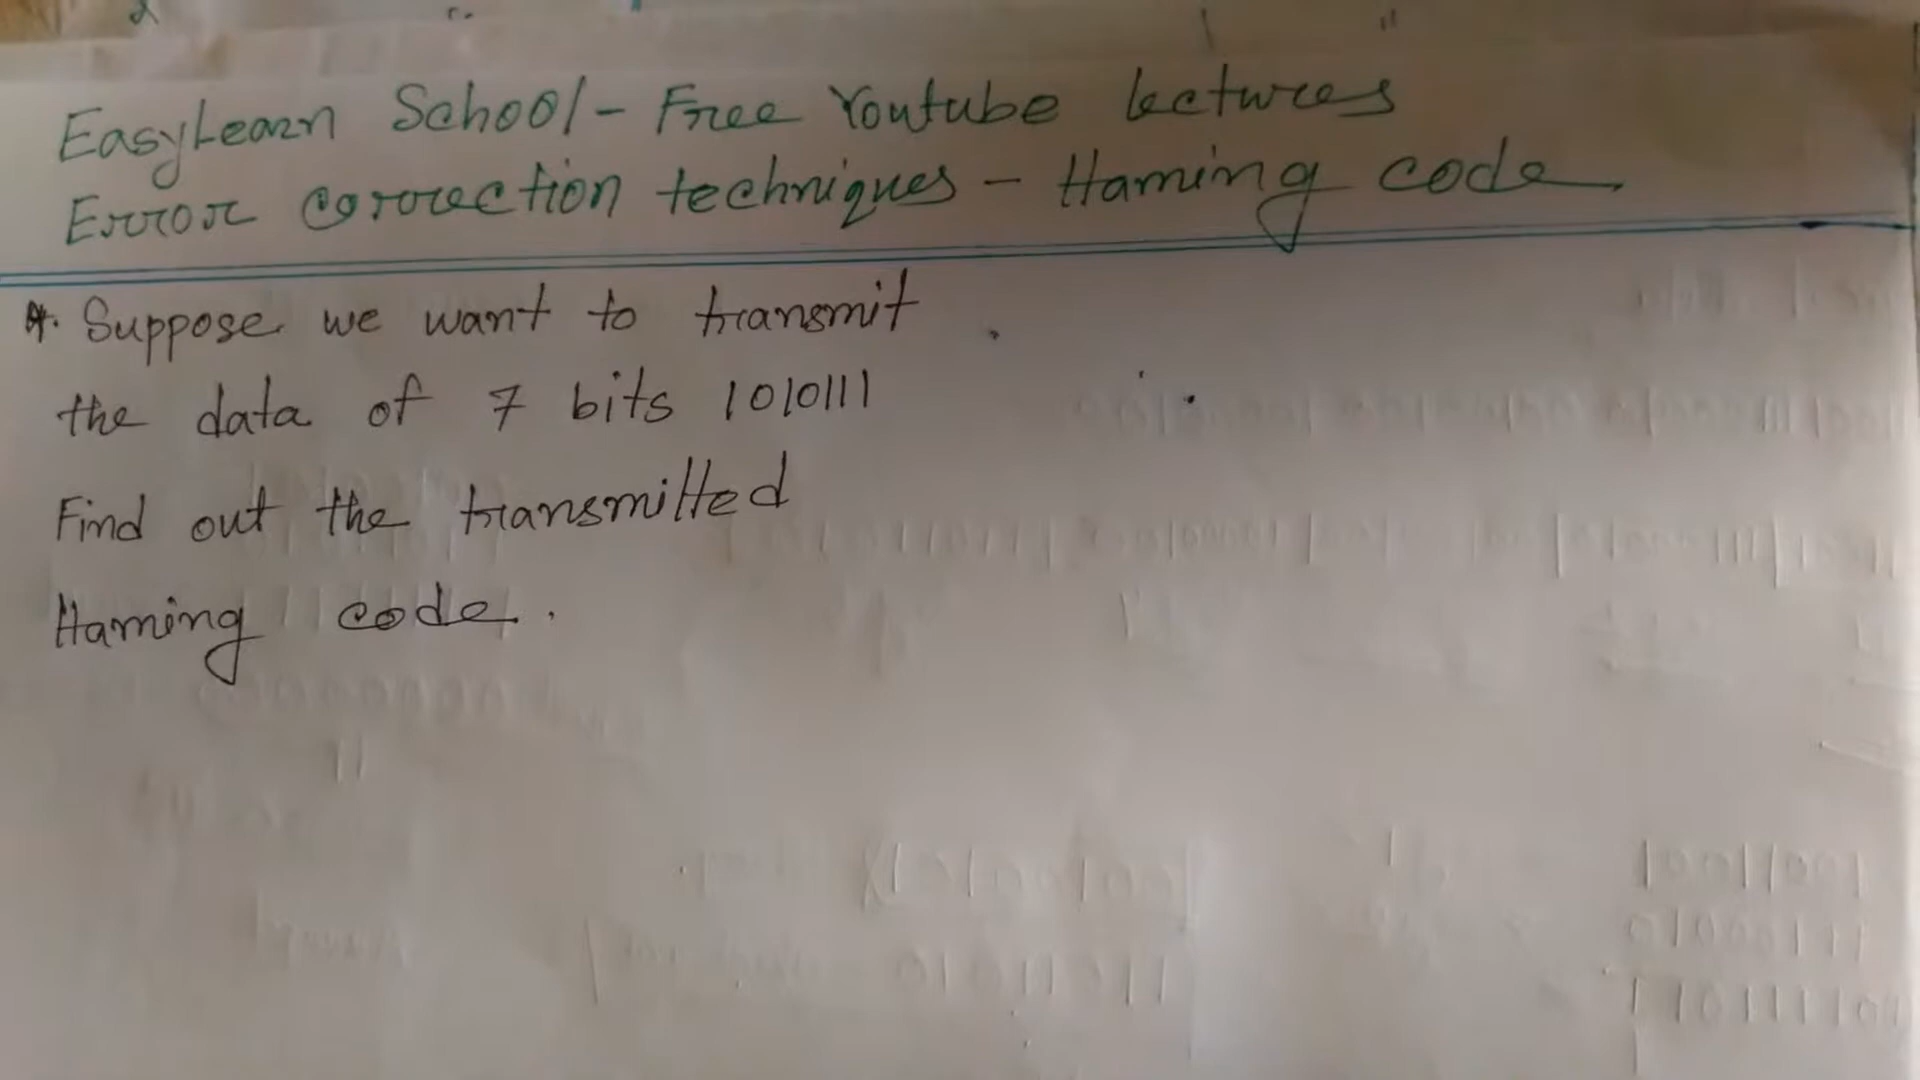 EasyLearn School - Free Youtube lectures
Error correction techniques - Haming code
*. Suppose we want to transmit
the data of 7 bits 1010111
Find out the transmitted
Haming code.